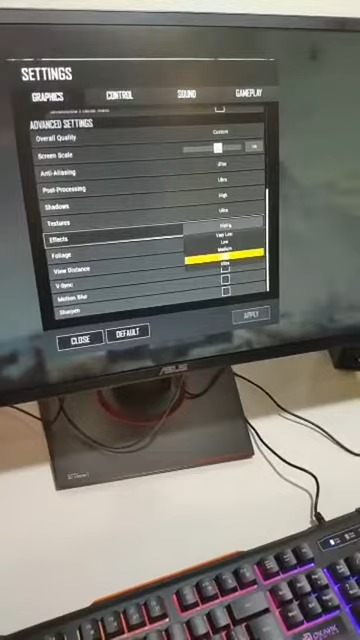 SETTINGS
GRAPHICS CONTROL SOUND GAMEPLAY
ADVANCED SETTINGS
Overall Quality Custom
Screen Scale
Anti-Aliasing Ultra
Post-Processing Ultra
Shadows High
Textures Ultra
Effects
Very Low
Low
Medium
Foliage
View Distance
V-Sync
Motion Blur
Sharpen
CLOSE DEFAULT APPLY
ASUS